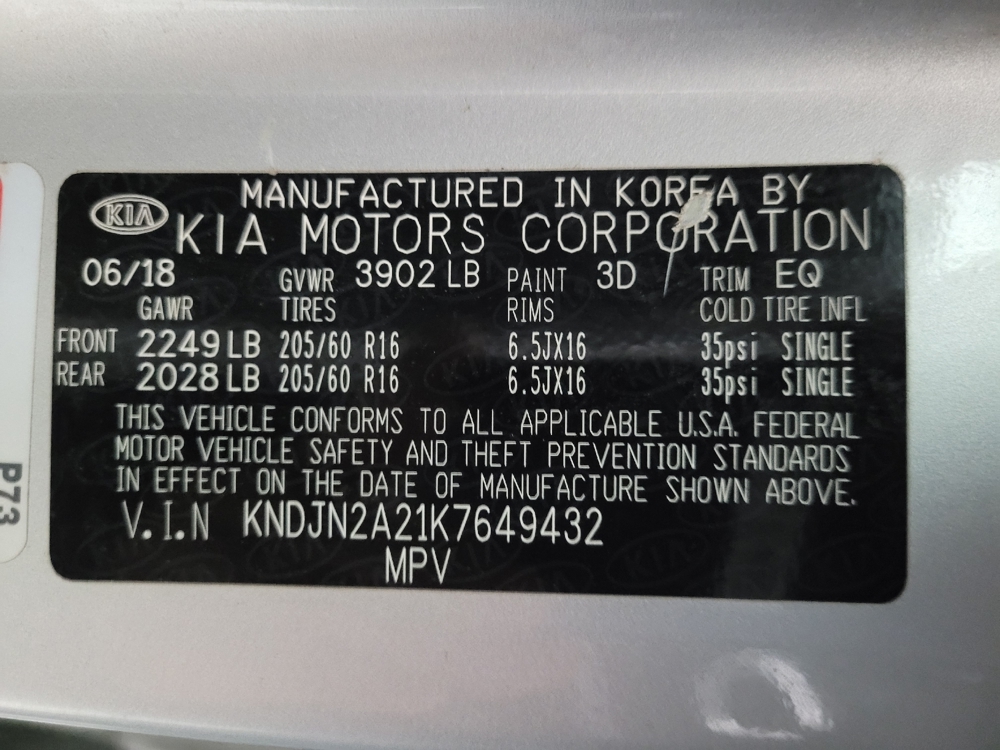 MANUFACTURED IN KOREA BY
KIA KIA MOTORS CORPORATION
06/18 GVWR 3902 LB PAINT 3D TRIM EQ
GAWR TIRES RIMS COLD TIRE INFL
FRONT 2249 LB 205/60 R16 6.5JX16 35psi SINGLE
REAR 2028 LB 205/60 R16 6.5JX16 35psi SINGLE
THIS VEHICLE CONFORMS TO ALL APPLICABLE U.S.A. FEDERAL
MOTOR VEHICLE SAFETY AND THEFT PREVENTION STANDARDS
IN EFFECT ON THE DATE OF MANUFACTURE SHOWN ABOVE.
V.I.N KNDJN2A21K7649432
MPV
P73